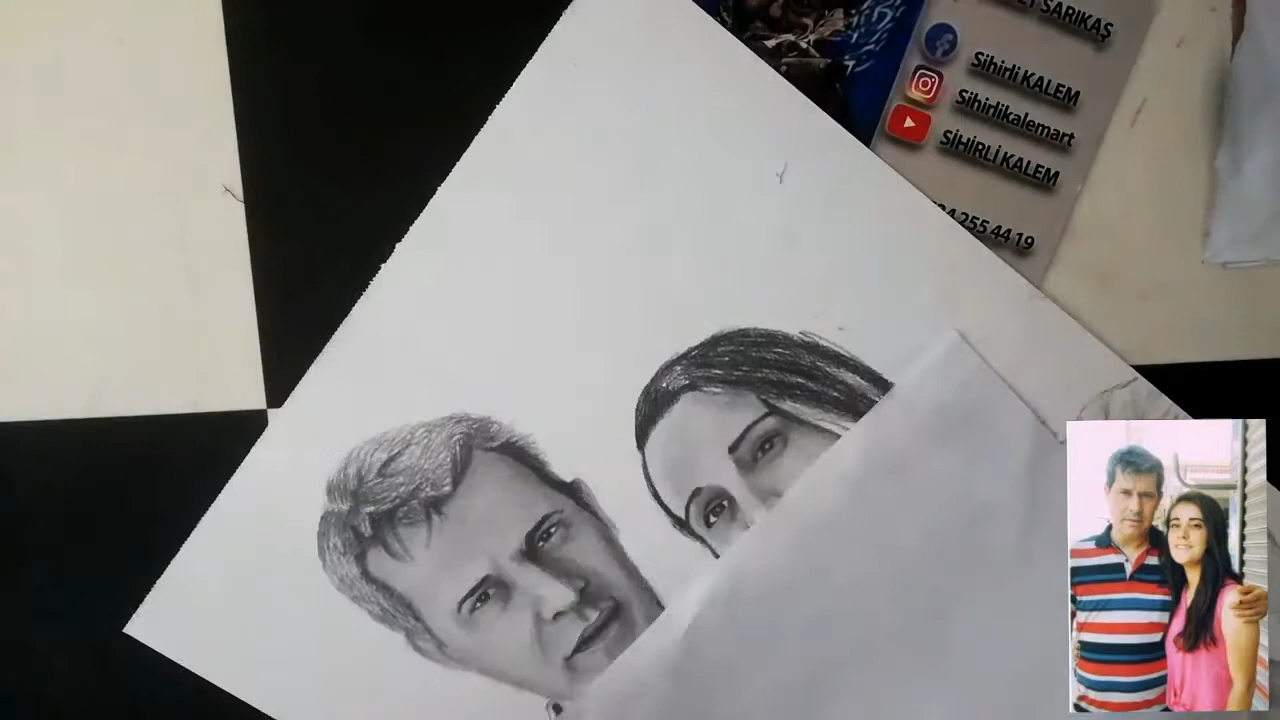 SARIKAŞ
Sihirli KALEM
Sihirlikalemart
SİHİRLİ KALEM
255 44 19